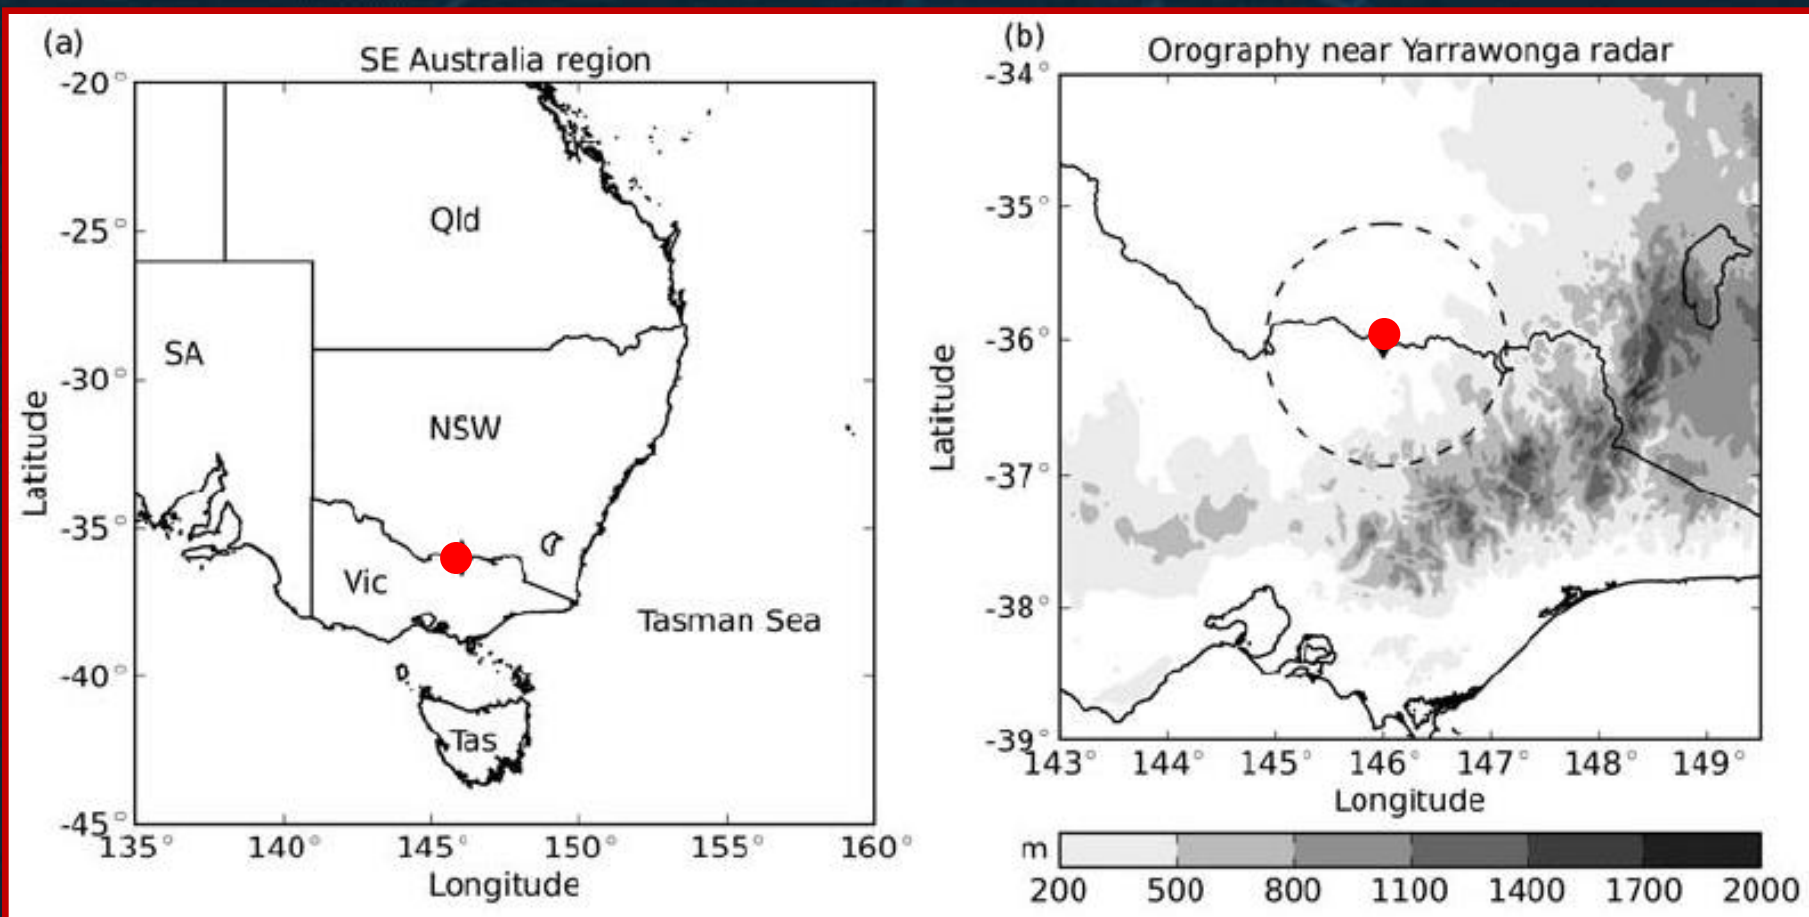 (a)
SE Australia region
-20°
-25°
-30°
-35°
-40°
-45°
Latitude
Qld
SA
NSW
Vic
Tasman Sea
Tas
135° 140° 145° 150° 155° 160°
Longitude
(b)
Orography near Yarrawonga radar
-34°
-35°
-36°
-37°
-38°
-39°
Latitude
143° 144° 145° 146° 147° 148° 149°
Longitude
m
200 500 800 1100 1400 1700 2000